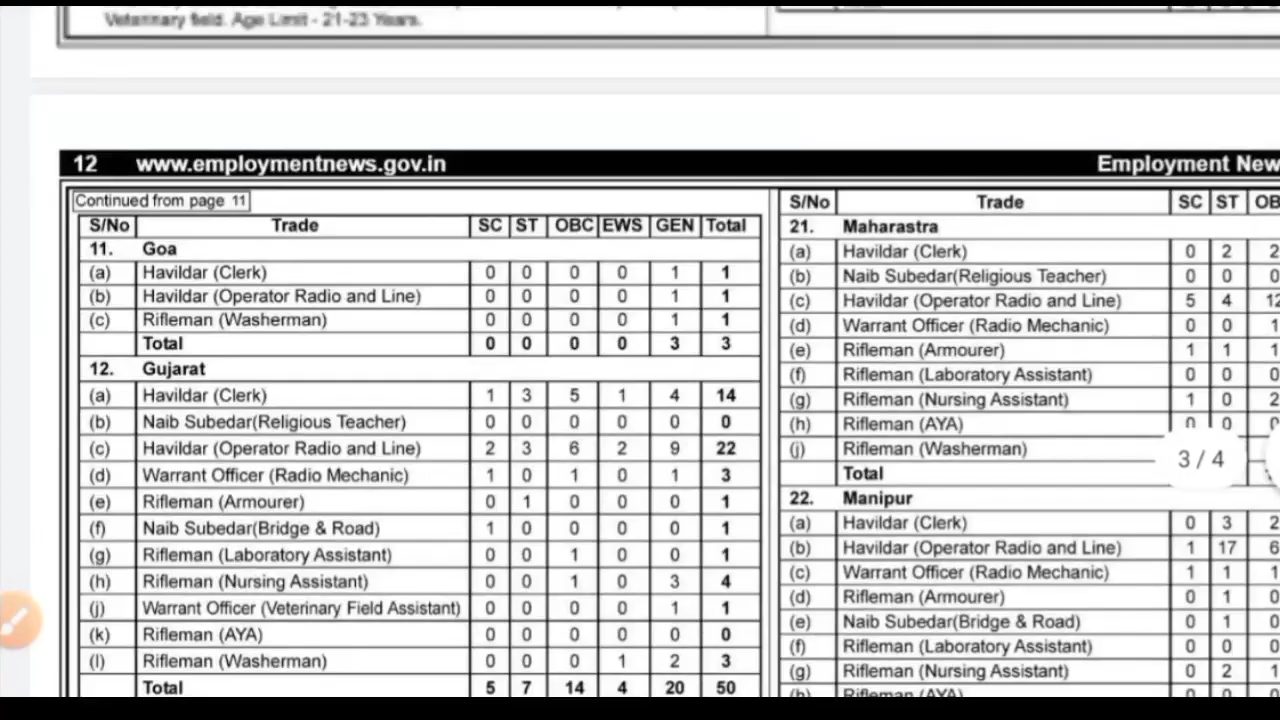 Veterinary field. Age Limit - 21-23 Years.
12 www.employmentnews.gov.in Employment New
Continued from page 11
S/No Trade SC ST OBC EWS GEN Total
11. Goa
(a) Havildar (Clerk) 0 0 0 0 1 1
(b) Havildar (Operator Radio and Line) 0 0 0 0 1 1
(c) Rifleman (Washerman) 0 0 0 0 1 1
Total 0 0 0 0 3 3
12. Gujarat
(a) Havildar (Clerk) 1 3 5 1 4 14
(b) Naib Subedar(Religious Teacher) 0 0 0 0 0 0
(c) Havildar (Operator Radio and Line) 2 3 6 2 9 22
(d) Warrant Officer (Radio Mechanic) 1 0 1 0 1 3
(e) Rifleman (Armourer) 0 1 0 0 0 1
(f) Naib Subedar(Bridge & Road) 1 0 0 0 0 1
(g) Rifleman (Laboratory Assistant) 0 0 1 0 0 1
(h) Rifleman (Nursing Assistant) 0 0 1 0 3 4
(j) Warrant Officer (Veterinary Field Assistant) 0 0 0 0 1 1
(k) Rifleman (AYA) 0 0 0 0 0 0
(l) Rifleman (Washerman) 0 0 0 1 2 3
Total 5 7 14 4 20 50
S/No Trade SC ST OB
21. Maharastra
(a) Havildar (Clerk) 0 2 2
(b) Naib Subedar(Religious Teacher) 0 0 0
(c) Havildar (Operator Radio and Line) 5 4 12
(d) Warrant Officer (Radio Mechanic) 0 0 1
(e) Rifleman (Armourer) 1 1 1
(f) Rifleman (Laboratory Assistant) 0 0 0
(g) Rifleman (Nursing Assistant) 1 0 2
(h) Rifleman (AYA) 0 0 0
(j) Rifleman (Washerman)
Total
3 / 4
22. Manipur
(a) Havildar (Clerk) 0 3 2
(b) Havildar (Operator Radio and Line) 1 17 6
(c) Warrant Officer (Radio Mechanic) 1 1 1
(d) Rifleman (Armourer) 0 1 0
(e) Naib Subedar(Bridge & Road) 0 1 0
(f) Rifleman (Laboratory Assistant) 0 0 0
(g) Rifleman (Nursing Assistant) 0 2 1
(h) Rifleman (AYA) 0 0 0